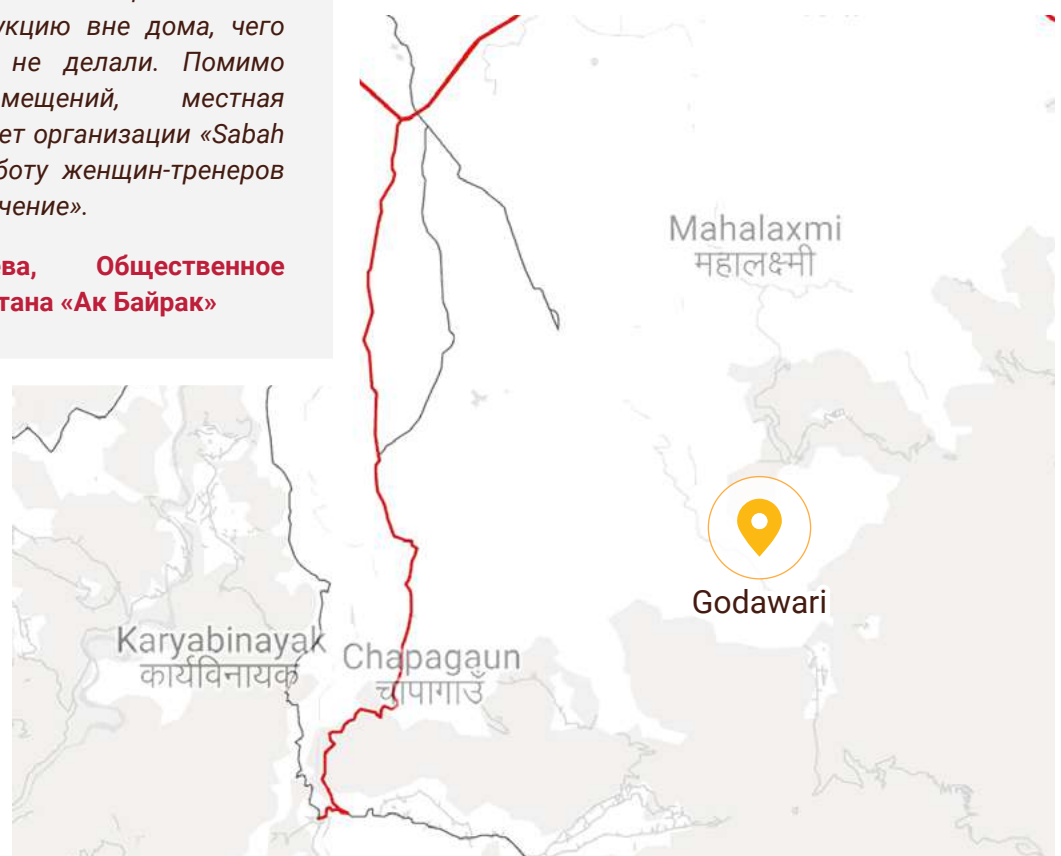 укцию вне дома, чего
не делали. Помимо
мещений, местная
ет организации «Sabah
боту женщин-тренеров
чение».
ва, Общественное
тана «Ак Байрак»
Mahalaxmi
महालक्ष्मी
Godawari
Karyabinayak
कार्यविनायक
Chapagaun
चापागाउँ